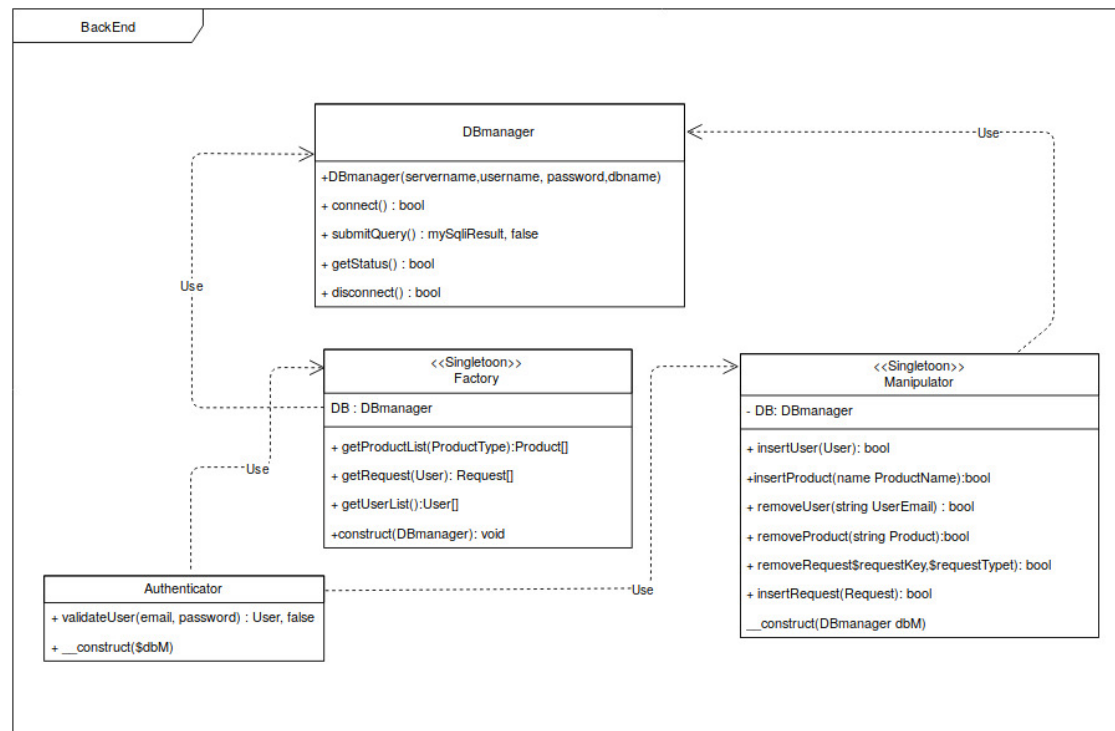 BackEnd
DBmanager
+DBmanager(servername,username, password,dbname)
+ connect() : bool
+ submitQuery() : mySqliResult, false
+ getStatus() : bool
+ disconnect() : bool
Use
Use
<<Singletoon>>
Factory
DB : DBmanager
+ getProductList(ProductType):Product[]
+ getRequest(User): Request[]
+ getUserList():User[]
+construct(DBmanager): void
<<Singletoon>>
Manipulator
- DB: DBmanager
+ insertUser(User): bool
+insertProduct(name ProductName):bool
+ removeUser(string UserEmail) : bool
+ removeProduct(string Product):bool
+ removeRequest$requestKey,$requestTypet): bool
+ insertRequest(Request): bool
__construct(DBmanager dbM)
Use
Use
Authenticator
+ validateUser(email, password) : User, false
+ __construct($dbM)